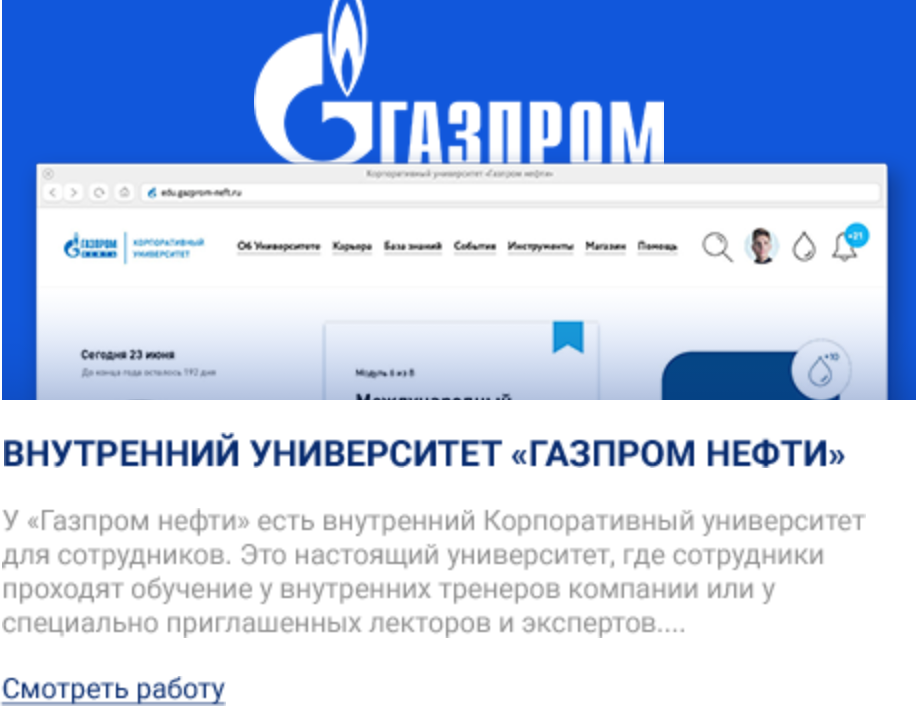 ГАЗПРОМ
Корпоративный университет «Газпром нефти»
edu.gazprom-neft.ru
ГАЗПРОМ
КОРПОРАТИВНЫЙ
УНИВЕРСИТЕТ
Об Университете Карьера База знаний События Инструменты Магазин Помощь +21
Сегодня 23 июня
До конца года осталось 192 дня
Модуль 6 из 8
Международный
+10
ВНУТРЕННИЙ УНИВЕРСИТЕТ «ГАЗПРОМ НЕФТИ»
У «Газпром нефти» есть внутренний Корпоративный университет
для сотрудников. Это настоящий университет, где сотрудники
проходят обучение у внутренних тренеров компании или у
специально приглашенных лекторов и экспертов....
Смотреть работу